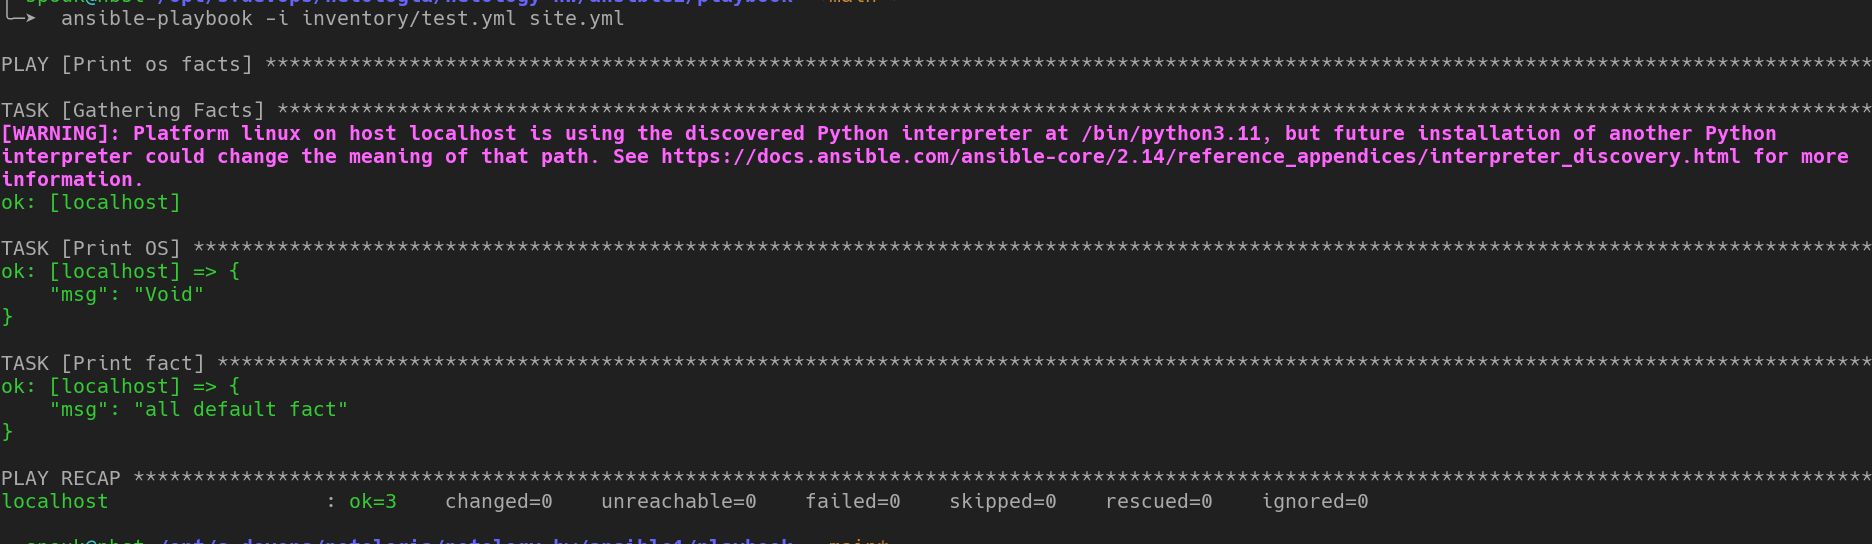 ansible-playbook -i inventory/test.yml site.yml
PLAY [Print os facts] ****************************************************************************************************************************************
TASK [Gathering Facts] ***************************************************************************************************************************************
[WARNING]: Platform linux on host localhost is using the discovered Python interpreter at /bin/python3.11, but future installation of another Python
interpreter could change the meaning of that path. See https://docs.ansible.com/ansible-core/2.14/reference_appendices/interpreter_discovery.html for more
information.
ok: [localhost]
TASK [Print OS] **********************************************************************************************************************************************
ok: [localhost] => {
"msg": "Void"
}
TASK [Print fact] ********************************************************************************************************************************************
ok: [localhost] => {
"msg": "all default fact"
}
PLAY RECAP ***************************************************************************************************************************************************
localhost : ok=3 changed=0 unreachable=0 failed=0 skipped=0 rescued=0 ignored=0